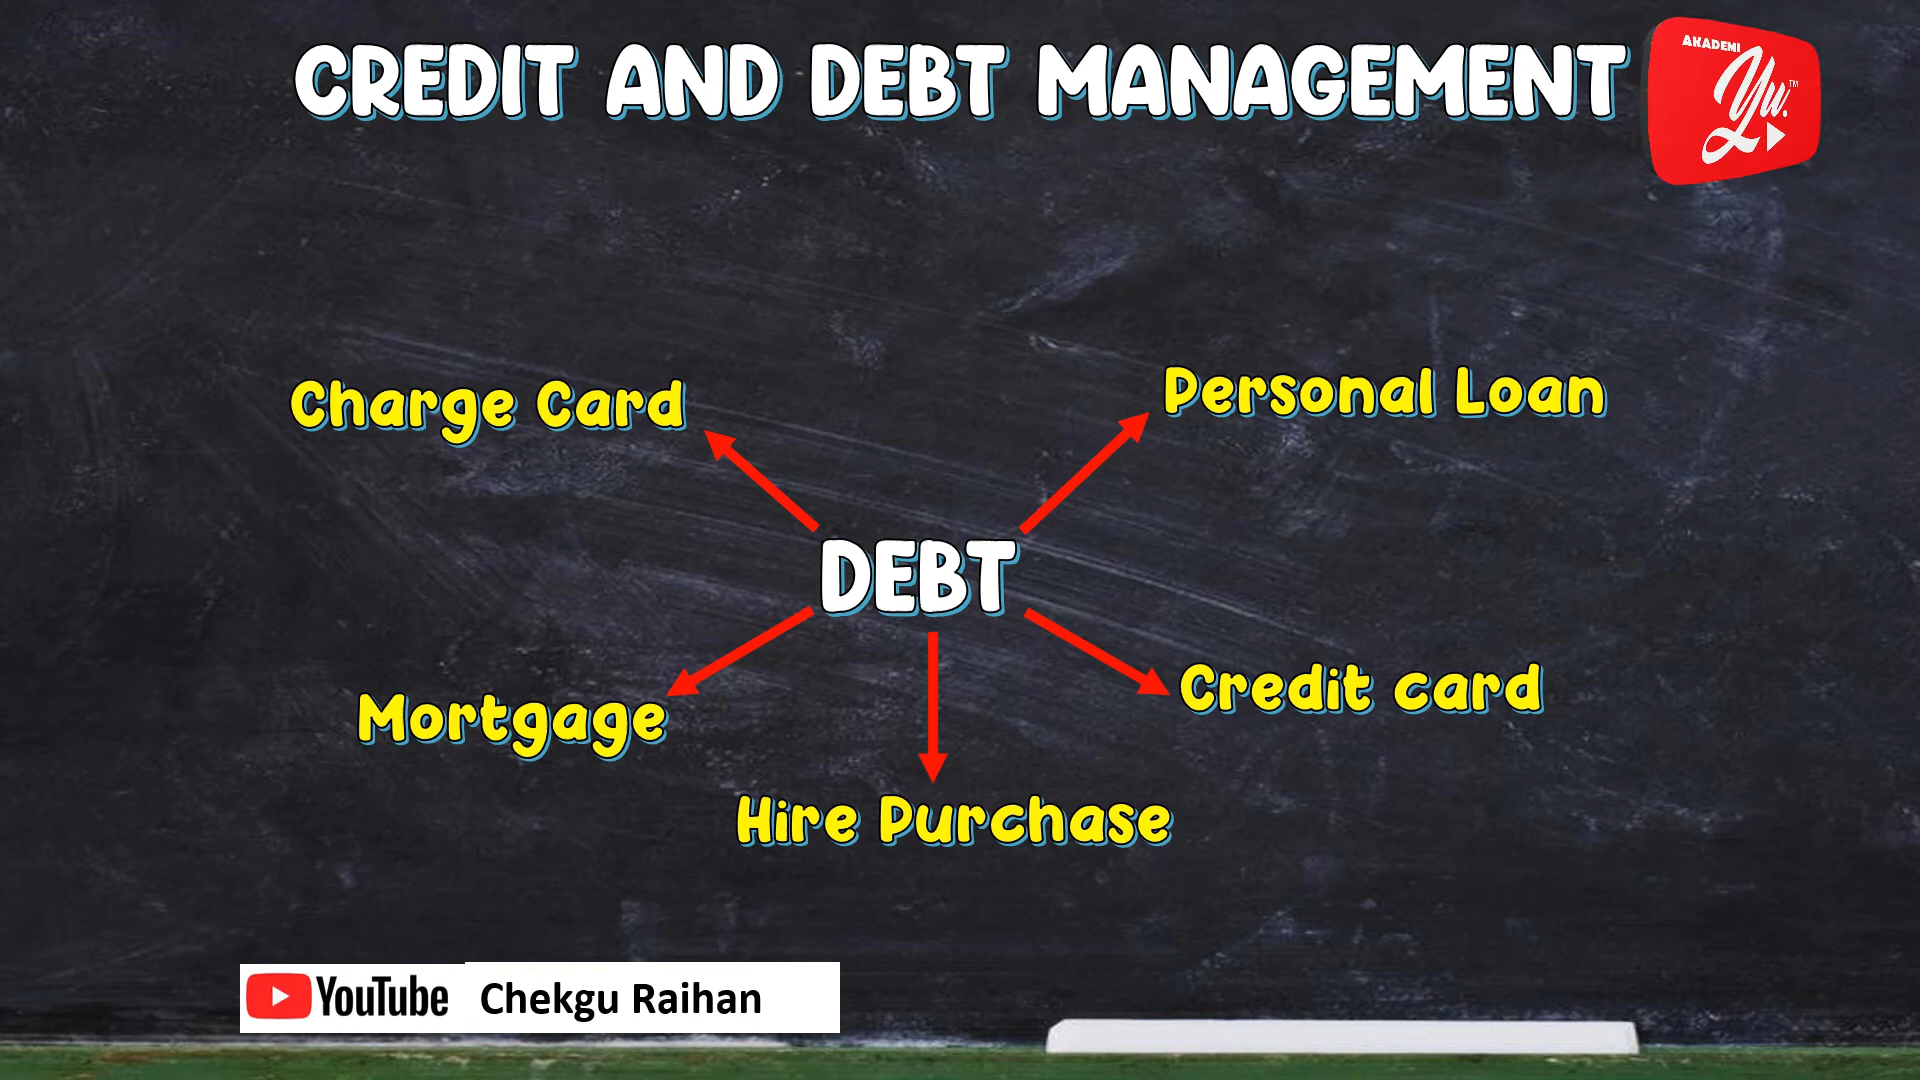 CREDIT AND DEBT MANAGEMENT
AKADEMI
Yu.™
Charge Card
Personal Loan
DEBT
Mortgage
Credit card
Hire Purchase
YouTube Chekgu Raihan